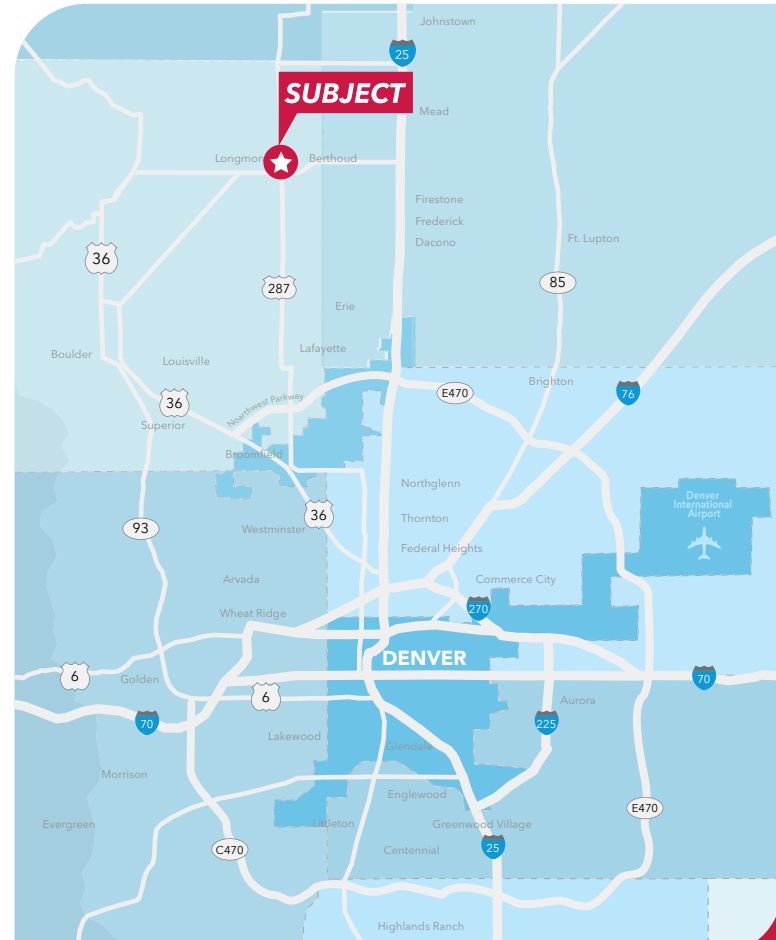 Johnstown
25
SUBJECT
Mead
Longmon
Berthoud
Firestone
Frederick
Dacono
Ft. Lupton
36
287
85
Erie
Boulder
Louisville
Lafayette
Brighton
E470
76
36
Noarthwest Parkway
Superior
Broomfield
Northglenn
Denver
International
Airport
93
36
Westminster
Thornton
Federal Heights
Arvada
Commerce City
Wheat Ridge
270
DENVER
6
Golden
6
70
Aurora
70
225
Lakewood
Glendale
Morrison
Englewood
E470
Evergreen
Littleton
Greenwood Village
C470
Centennial
25
Highlands Ranch